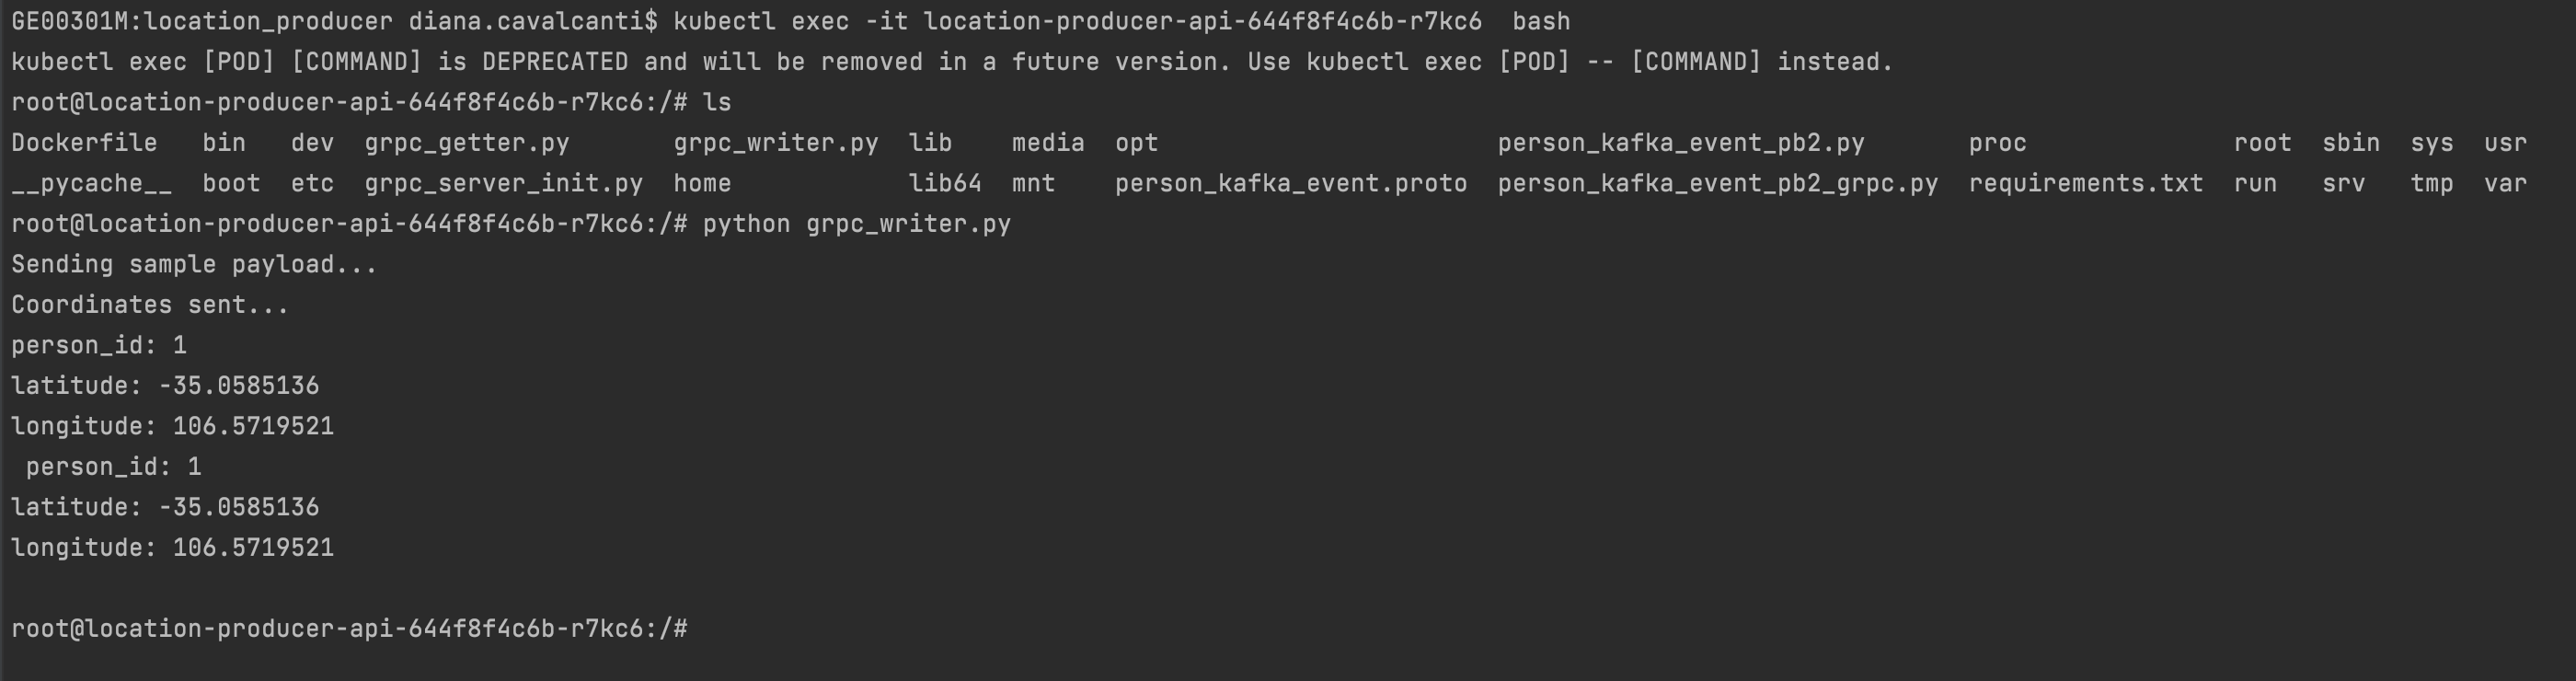 GE00301M:location_producer diana.cavalcanti$ kubectl exec -it location-producer-api-644f8f4c6b-r7kc6  bash
kubectl exec [POD] [COMMAND] is DEPRECATED and will be removed in a future version. Use kubectl exec [POD] -- [COMMAND] instead.
root@location-producer-api-644f8f4c6b-r7kc6:/# ls
Dockerfile   bin   dev  grpc_getter.py       grpc_writer.py  lib    media  opt                       person_kafka_event_pb2.py       proc              root  sbin  sys  usr
__pycache__  boot  etc  grpc_server_init.py  home            lib64  mnt    person_kafka_event.proto  person_kafka_event_pb2_grpc.py  requirements.txt  run   srv   tmp  var
root@location-producer-api-644f8f4c6b-r7kc6:/# python grpc_writer.py
Sending sample payload...
Coordinates sent...
person_id: 1
latitude: -35.0585136
longitude: 106.5719521
 person_id: 1
latitude: -35.0585136
longitude: 106.5719521
root@location-producer-api-644f8f4c6b-r7kc6:/#